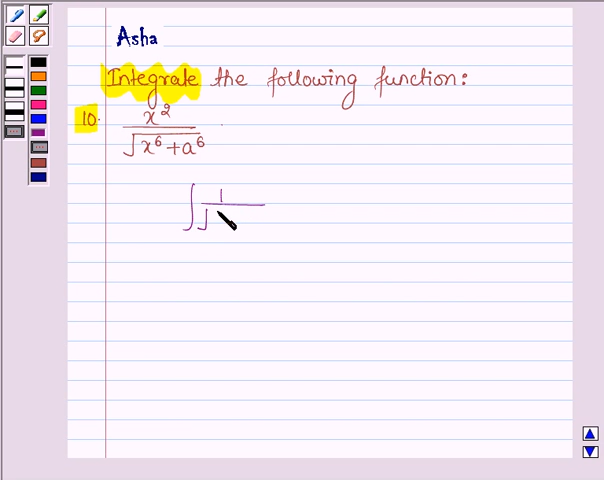 Asha
Integrate the following function:
10. x² / √(x⁶ + a⁶)
∫ 1 / √